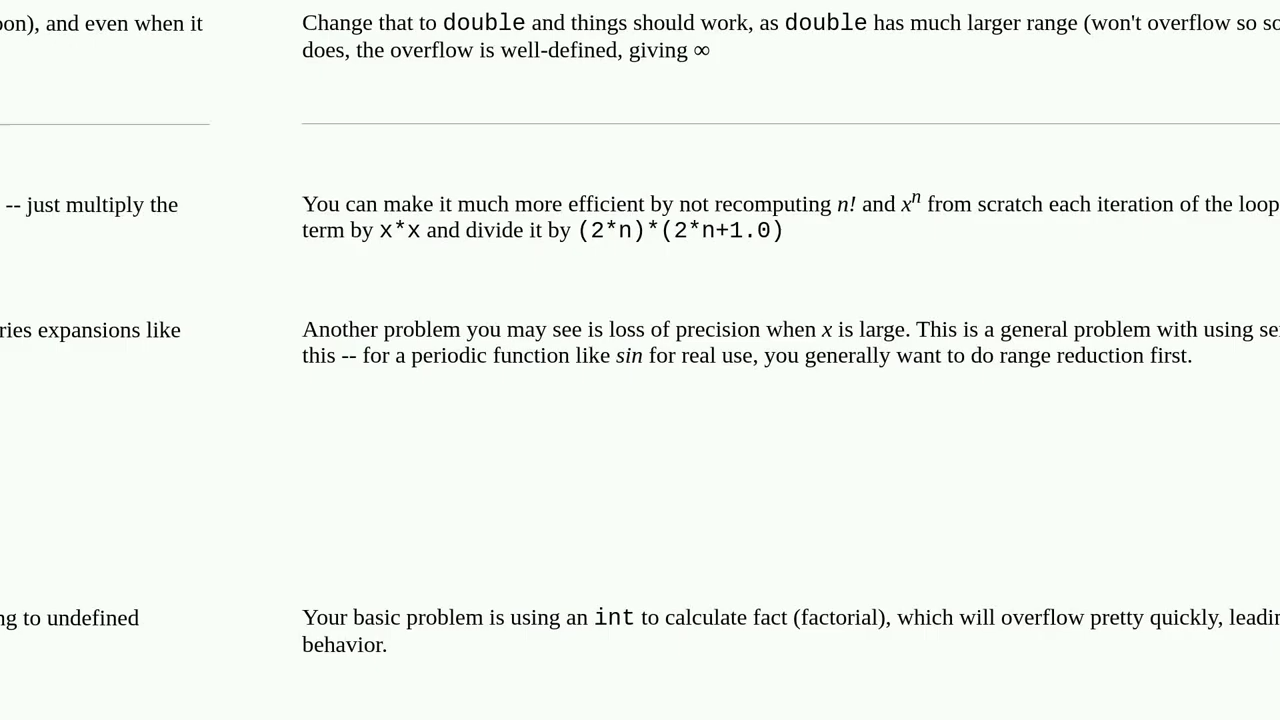 oon), and even when it
Change that to double and things should work, as double has much larger range (won't overflow so so
does, the overflow is well-defined, giving ∞
-- just multiply the
You can make it much more efficient by not recomputing n! and xⁿ from scratch each iteration of the loop
term by x*x and divide it by (2*n)*(2*n+1.0)
ries expansions like
Another problem you may see is loss of precision when x is large. This is a general problem with using se
this -- for a periodic function like sin for real use, you generally want to do range reduction first.
ng to undefined
Your basic problem is using an int to calculate fact (factorial), which will overflow pretty quickly, leadin
behavior.